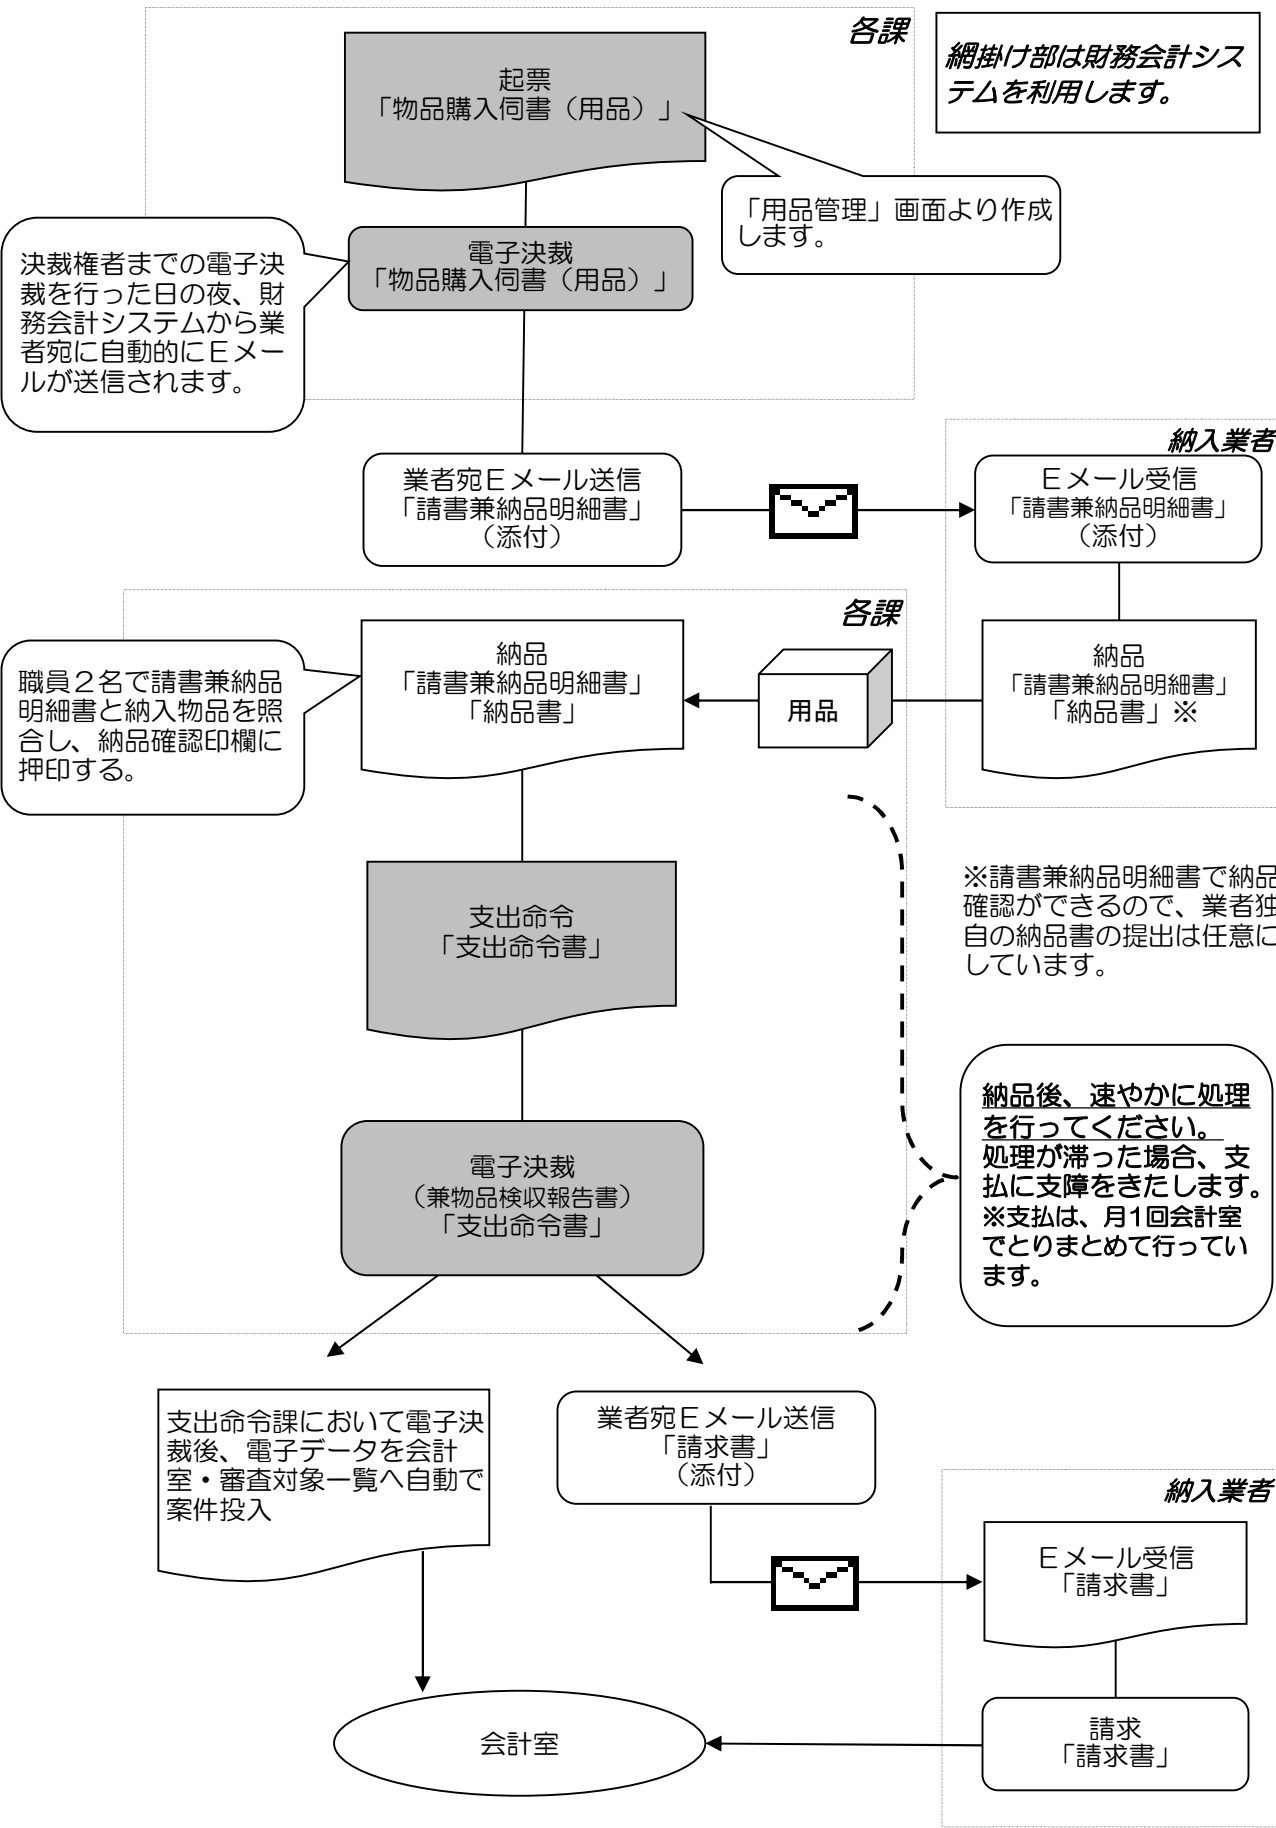 各課
網掛け部は財務会計シス
テムを利用します。
起票
「物品購入伺書（用品）」
「用品管理」画面より作成
します。
電子決裁
「物品購入伺書（用品）」
決裁権者までの電子決
裁を行った日の夜、財
務会計システムから業
者宛に自動的にＥメー
ルが送信されます。
納入業者
業者宛Ｅメール送信
「請書兼納品明細書」
（添付）
Ｅメール受信
「請書兼納品明細書」
（添付）
各課
納品
「請書兼納品明細書」
「納品書」
用品
納品
「請書兼納品明細書」
「納品書」※
職員２名で請書兼納品
明細書と納入物品を照
合し、納品確認印欄に
押印する。
※請書兼納品明細書で納品
確認ができるので、業者独
自の納品書の提出は任意に
しています。
支出命令
「支出命令書」
納品後、速やかに処理
を行ってください。
処理が滞った場合、支
払に支障をきたします。
※支払は、月1回会計室
でとりまとめて行ってい
ます。
電子決裁
（兼物品検収報告書）
「支出命令書」
支出命令課において電子決
裁後、電子データを会計
室・審査対象一覧へ自動で
案件投入
業者宛Ｅメール送信
「請求書」
（添付）
納入業者
Ｅメール受信
「請求書」
会計室
請求
「請求書」